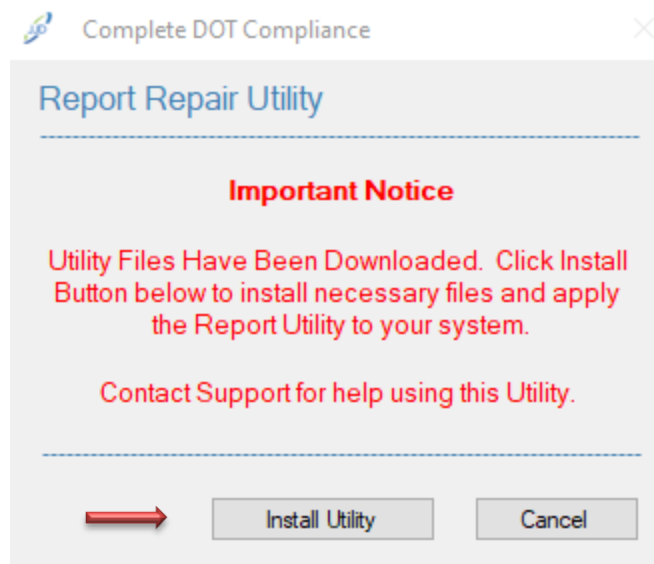 Complete DOT Compliance
Report Repair Utility
Important Notice
Utility Files Have Been Downloaded. Click Install
Button below to install necessary files and apply
the Report Utility to your system.
Contact Support for help using this Utility.
Install Utility
Cancel